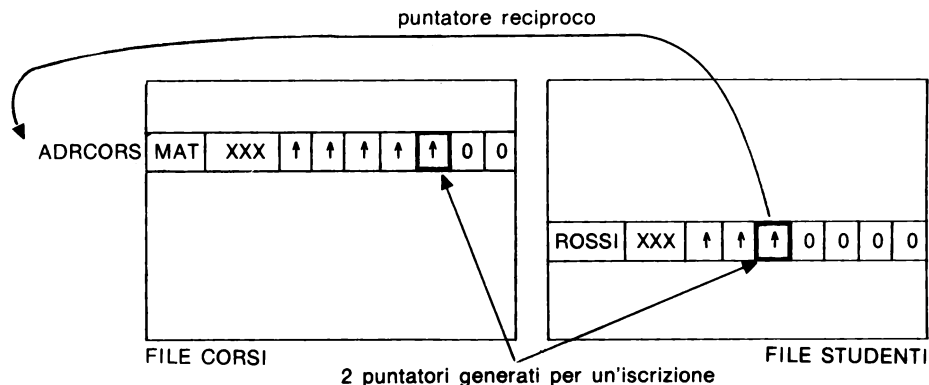 puntatore reciproco
ADRCORS MAT XXX ↑ ↑ ↑ ↑ ↑ 0 0
ROSSI XXX ↑ ↑ ↑ 0 0 0 0
FILE CORSI
FILE STUDENTI
2 puntatori generati per un'iscrizione